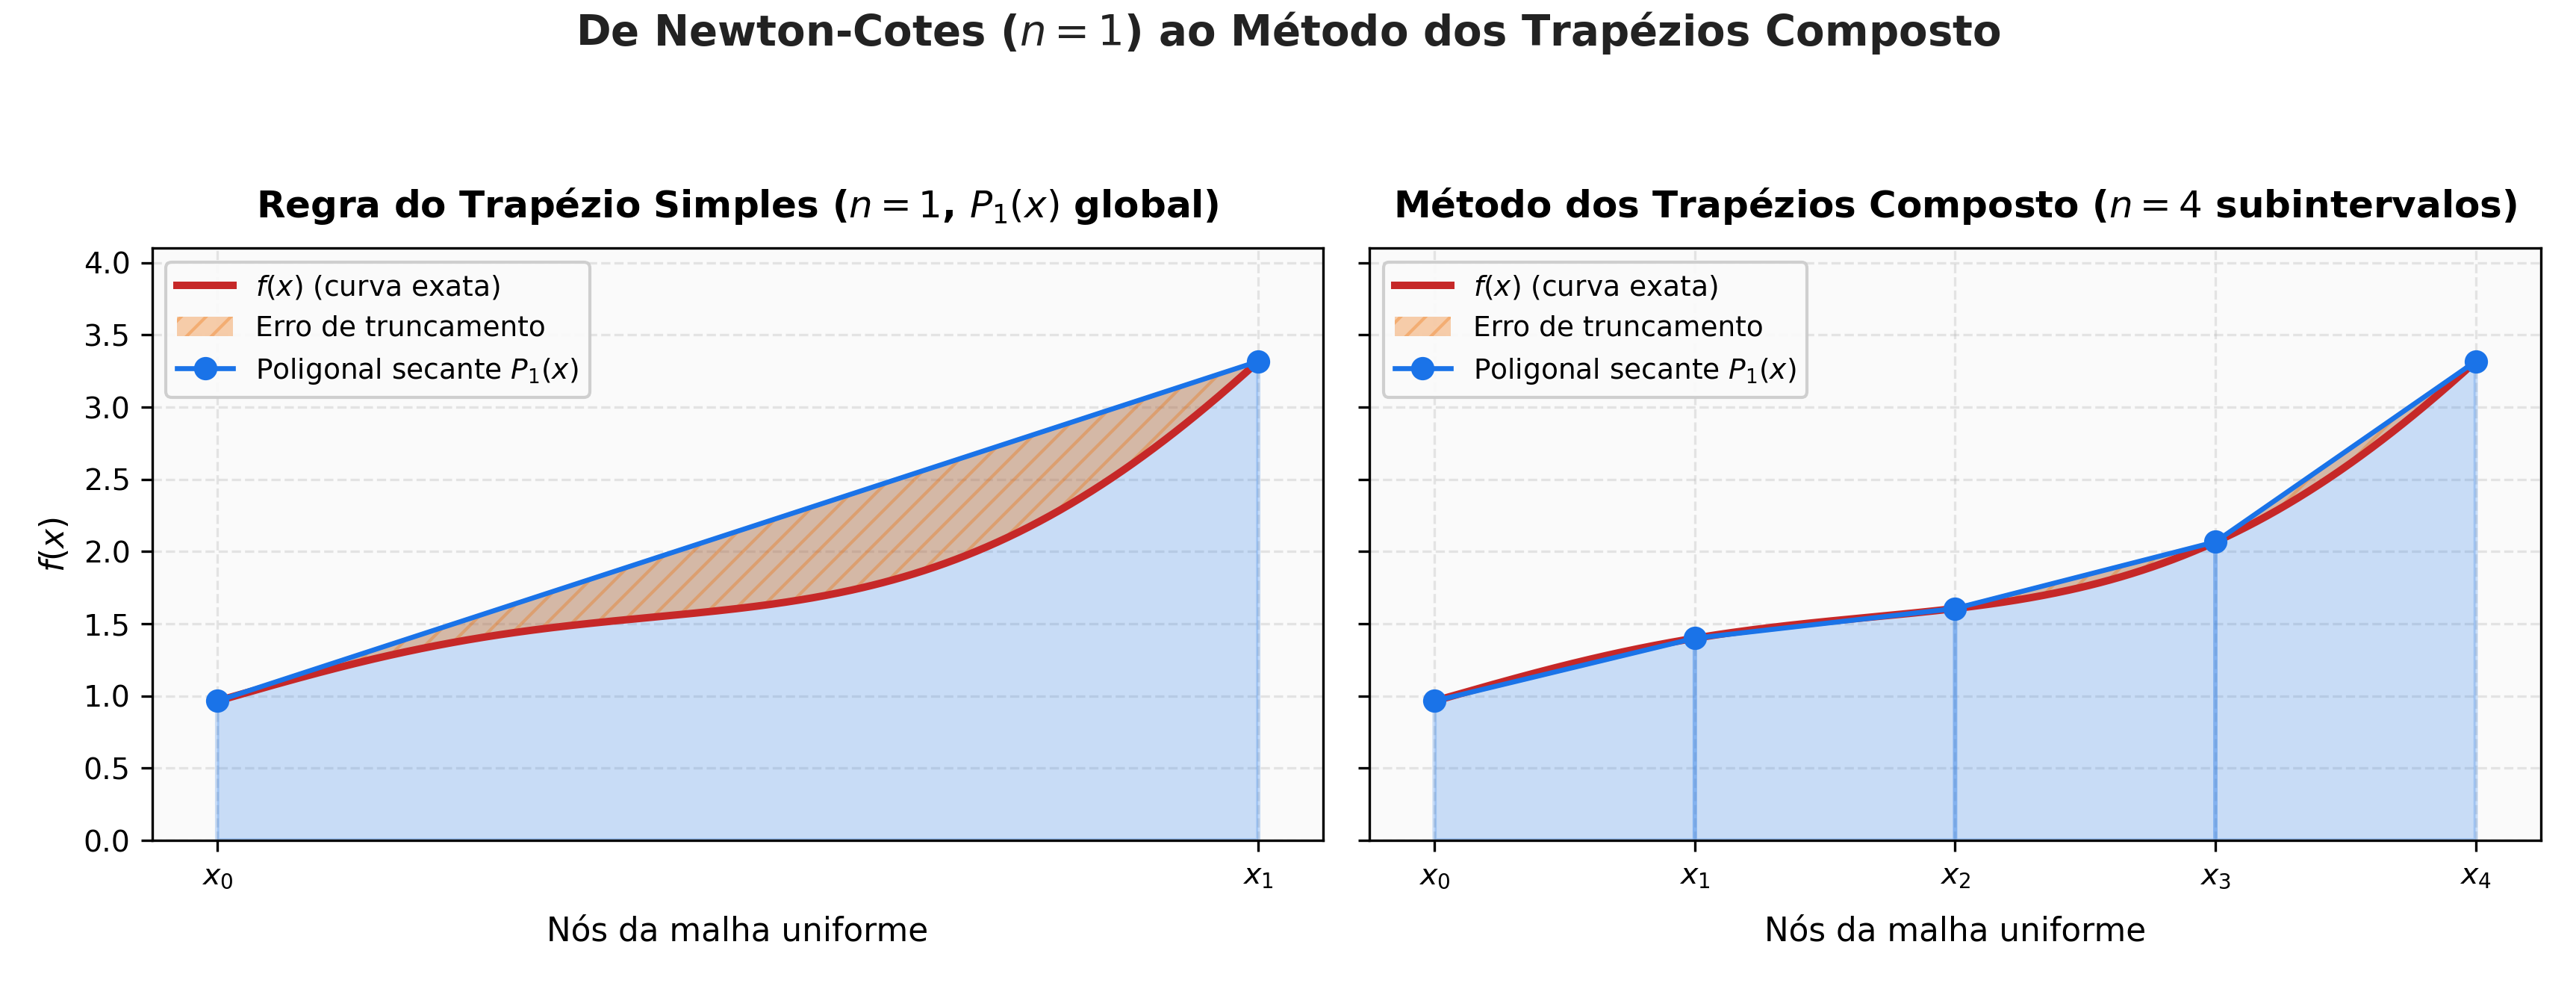 De Newton-Cotes (n = 1) ao Método dos Trapézios Composto
Regra do Trapézio Simples (n = 1, P₁(x) global)
f(x) (curva exata)
Erro de truncamento
Poligonal secante P₁(x)
4.0
3.5
3.0
2.5
2.0
1.5
1.0
0.5
0.0
f(x)
x₀ x₁
Nós da malha uniforme
Método dos Trapézios Composto (n = 4 subintervalos)
f(x) (curva exata)
Erro de truncamento
Poligonal secante P₁(x)
x₀ x₁ x₂ x₃ x₄
Nós da malha uniforme